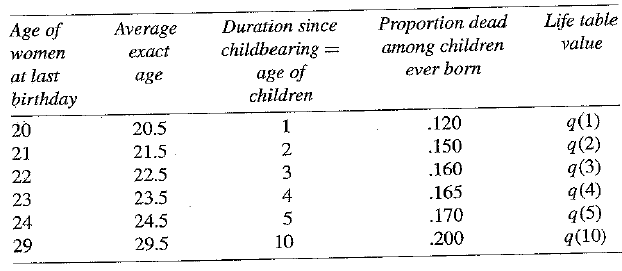 Age of Average Duration since Proportion dead Life table
women exact childbearing = among children value
at last age age of ever born
birthday children
20 20.5 1 .120 q(1)
21 21.5 2 .150 q(2)
22 22.5 3 .160 q(3)
23 23.5 4 .165 q(4)
24 24.5 5 .170 q(5)
29 29.5 10 .200 q(10)